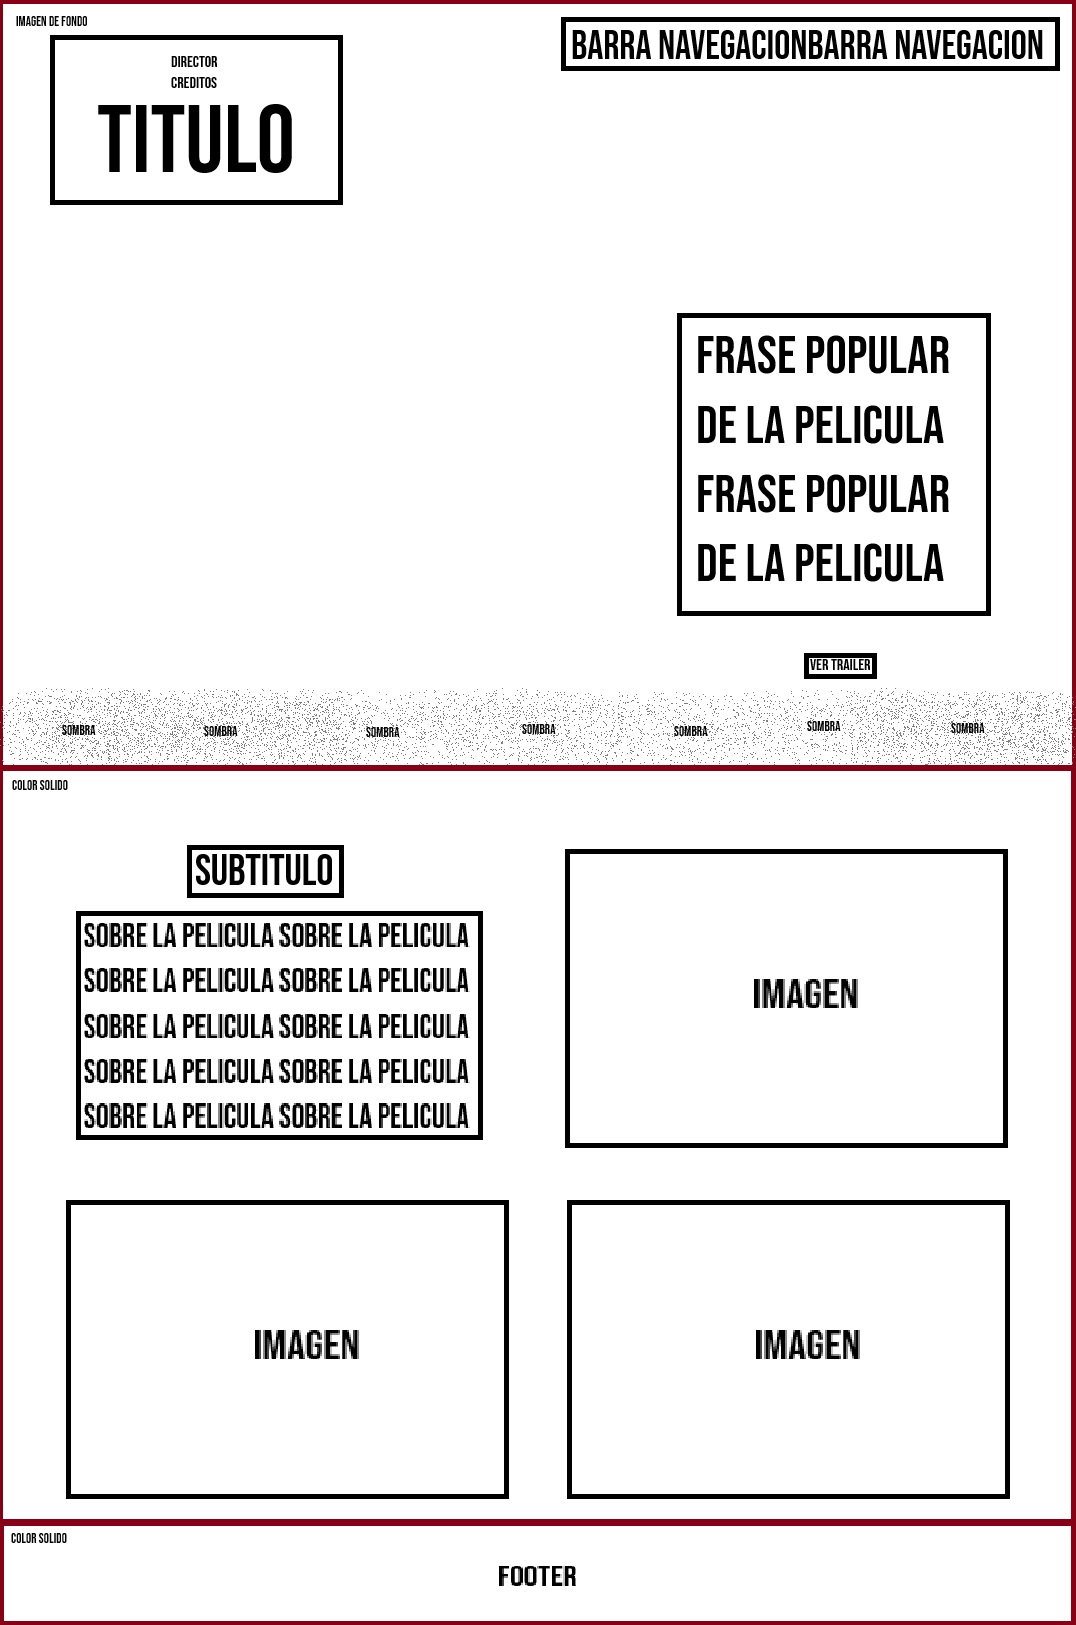 IMAGEN DE FONDO
BARRA NAVEGACIONBARRA NAVEGACION
DIRECTOR
CREDITOS
TITULO
FRASE POPULAR
DE LA PELICULA
FRASE POPULAR
DE LA PELICULA
VER TRAILER
SOMBRA SOMBRA SOMBRA SOMBRA SOMBRA SOMBRA SOMBRA
COLOR SOLIDO
SUBTITULO
SOBRE LA PELICULA SOBRE LA PELICULA
SOBRE LA PELICULA SOBRE LA PELICULA
SOBRE LA PELICULA SOBRE LA PELICULA
SOBRE LA PELICULA SOBRE LA PELICULA
SOBRE LA PELICULA SOBRE LA PELICULA
IMAGEN
IMAGEN
IMAGEN
COLOR SOLIDO
FOOTER